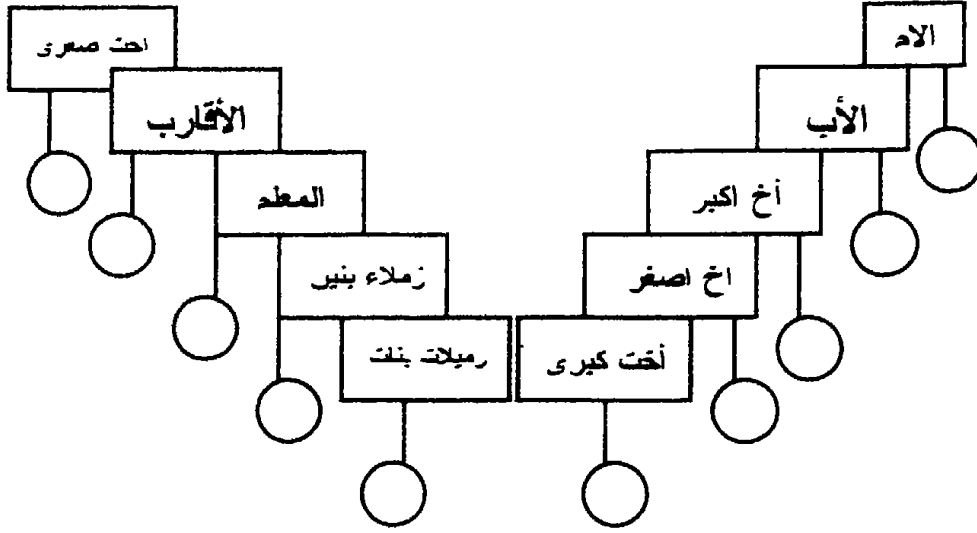 الام
الأب
أخ اكبر
اخ اصغر
أخت كبرى
اخت صغرى
الأقارب
المعلم
زملاء بنين
زميلات بنات